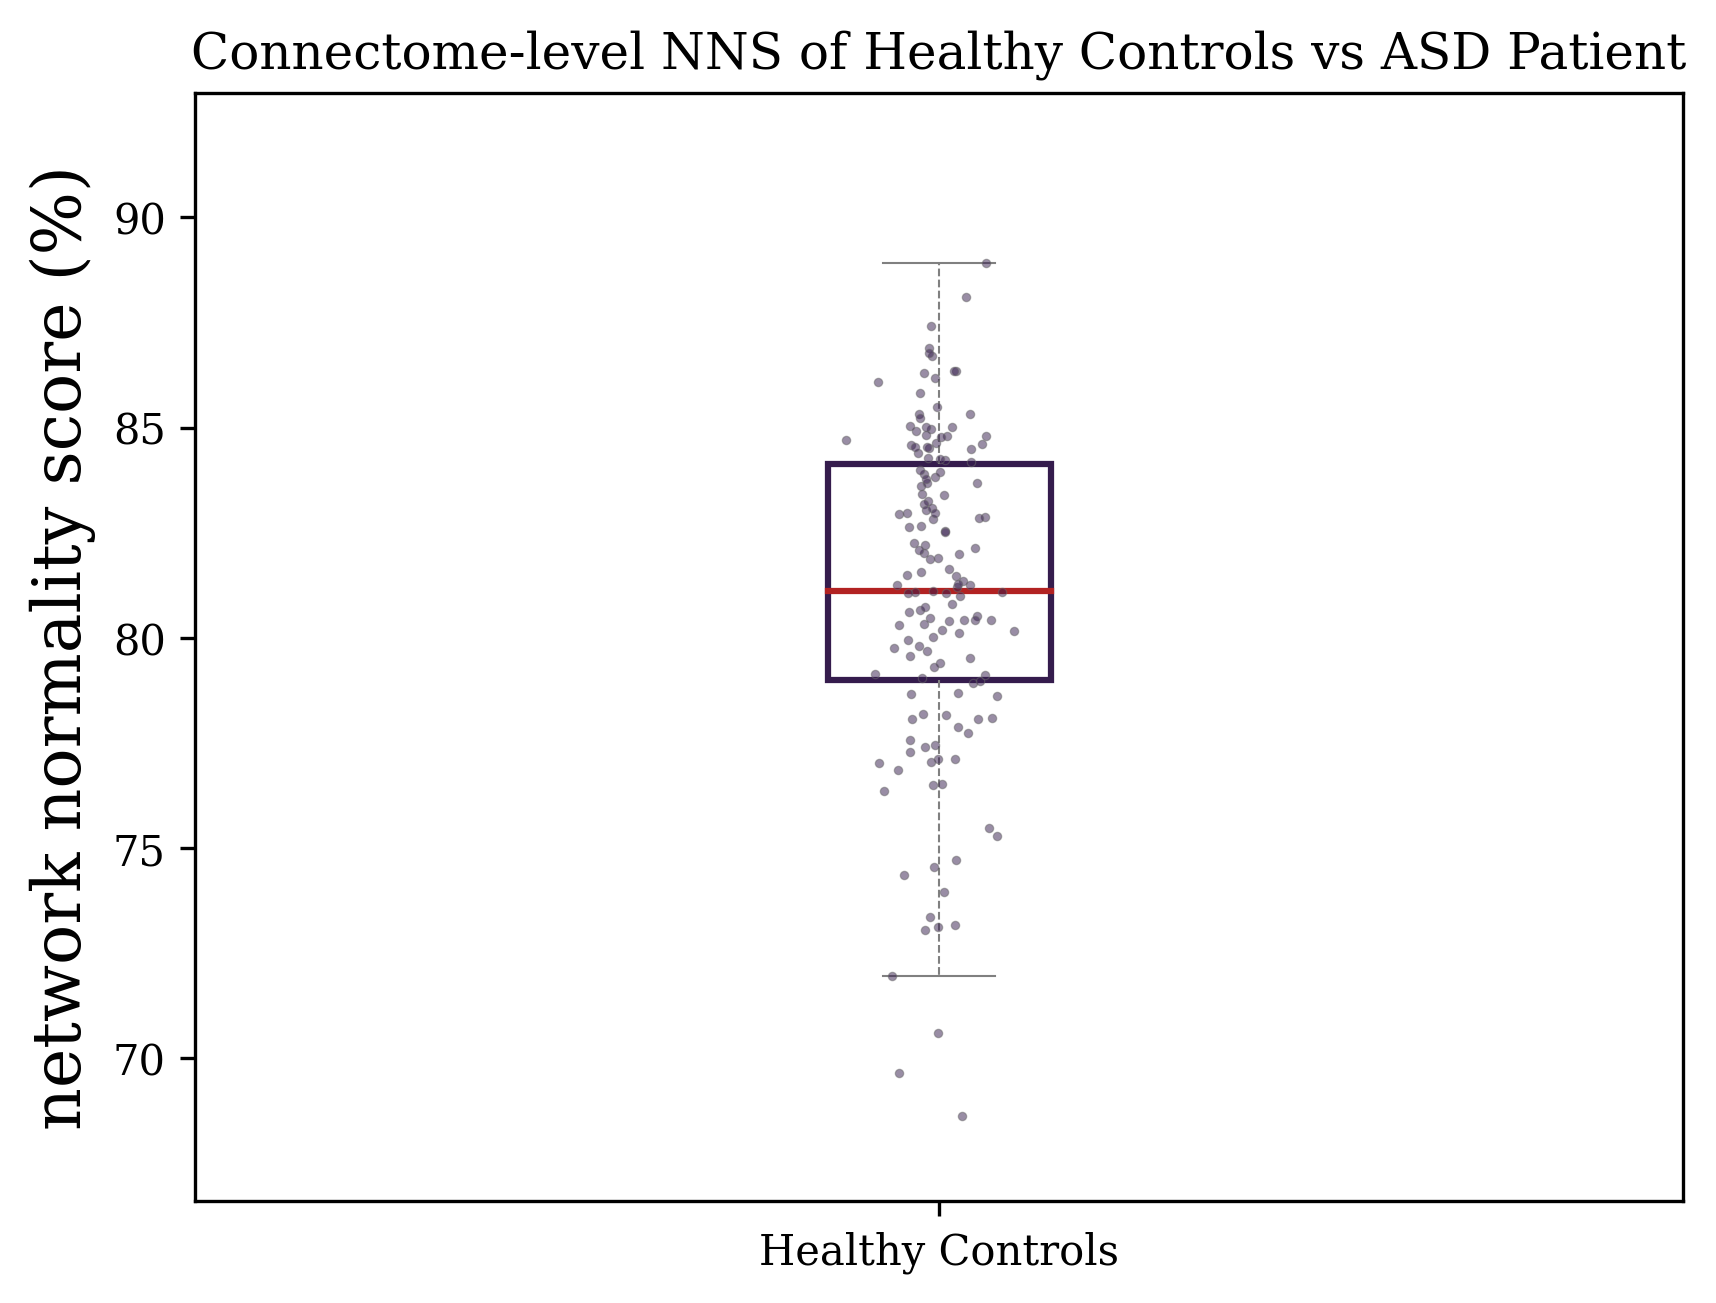 Connectome-level NNS of Healthy Controls vs ASD Patient
network normality score (%)
90
85
80
75
70
Healthy Controls